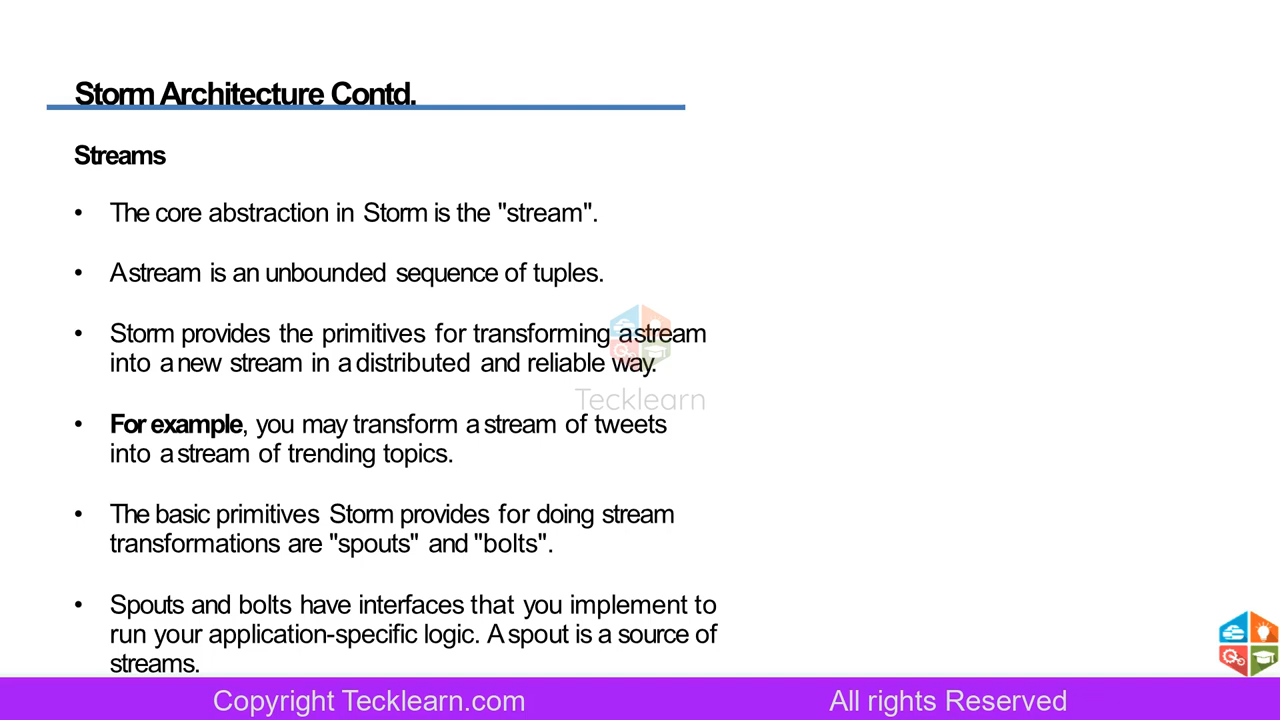 Storm Architecture Contd.
Streams
• The core abstraction in Storm is the "stream".
• A stream is an unbounded sequence of tuples.
• Storm provides the primitives for transforming a stream
into a new stream in a distributed and reliable way.
Tecklearn
• For example, you may transform a stream of tweets
into a stream of trending topics.
• The basic primitives Storm provides for doing stream
transformations are "spouts" and "bolts".
• Spouts and bolts have interfaces that you implement to
run your application-specific logic. A spout is a source of
streams.
Copyright Tecklearn.com
All rights Reserved